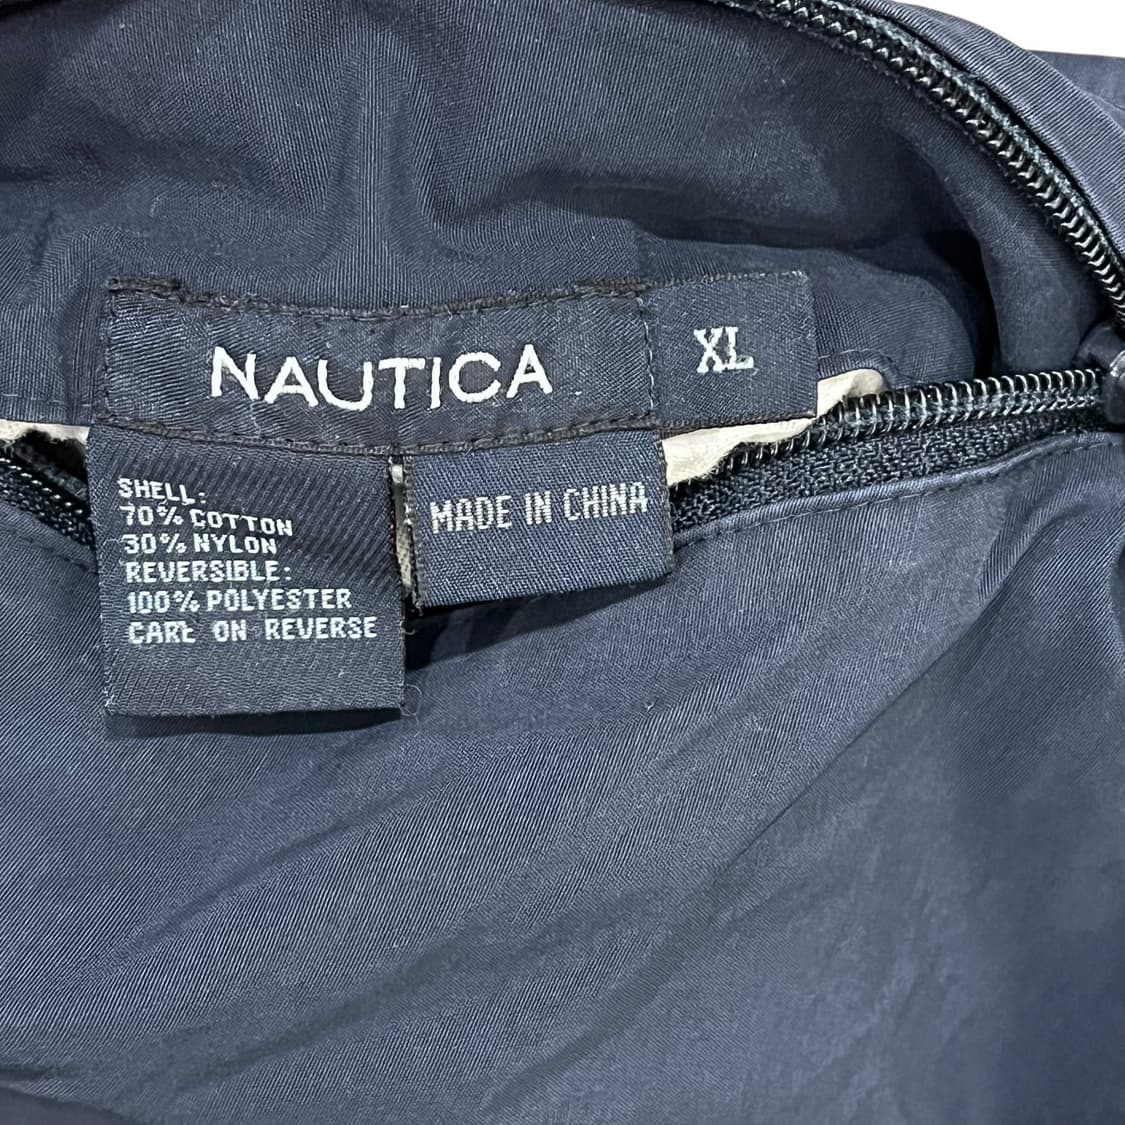 NAUTICA
XL
SHELL:
70% COTTON
30% NYLON
REVERSIBLE:
100% POLYESTER
CARE ON REVERSE
MADE IN CHINA